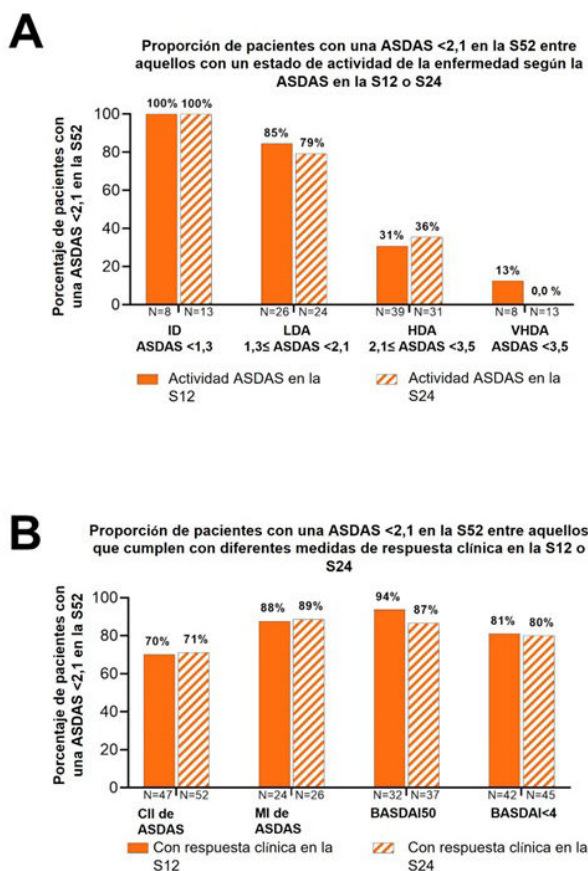 A
Proporción de pacientes con una ASDAS <2,1 en la S52 entre
aquellos con un estado de actividad de la enfermedad según la
ASDAS en la S12 o S24
Porcentaje de pacientes con
una ASDAS <2,1 en la S52
100
80
60
40
20
0
100% 100%
85%
79%
31%
36%
13%
0,0 %
N=8 N=13
N=26 N=24
N=39 N=31
N=8 N=13
ID
ASDAS <1,3
LDA
1,3≤ ASDAS <2,1
HDA
2,1≤ ASDAS <3,5
VHDA
ASDAS <3,5
Actividad ASDAS en la
S12
Actividad ASDAS en la
S24
B
Proporción de pacientes con una ASDAS <2,1 en la S52 entre aquellos
que cumplen con diferentes medidas de respuesta clínica en la S12 o
S24
Porcentaje de pacientes con
una ASDAS <2,1 en la S52
100
80
60
40
20
0
70% 71%
88% 89%
94%
87%
81% 80%
N=47 N=52
N=24 N=26
N=32 N=37
N=42 N=45
CII de
ASDAS
MI de
ASDAS
BASDAI50
BASDAI<4
Con respuesta clínica en la
S12
Con respuesta clínica en la
S24